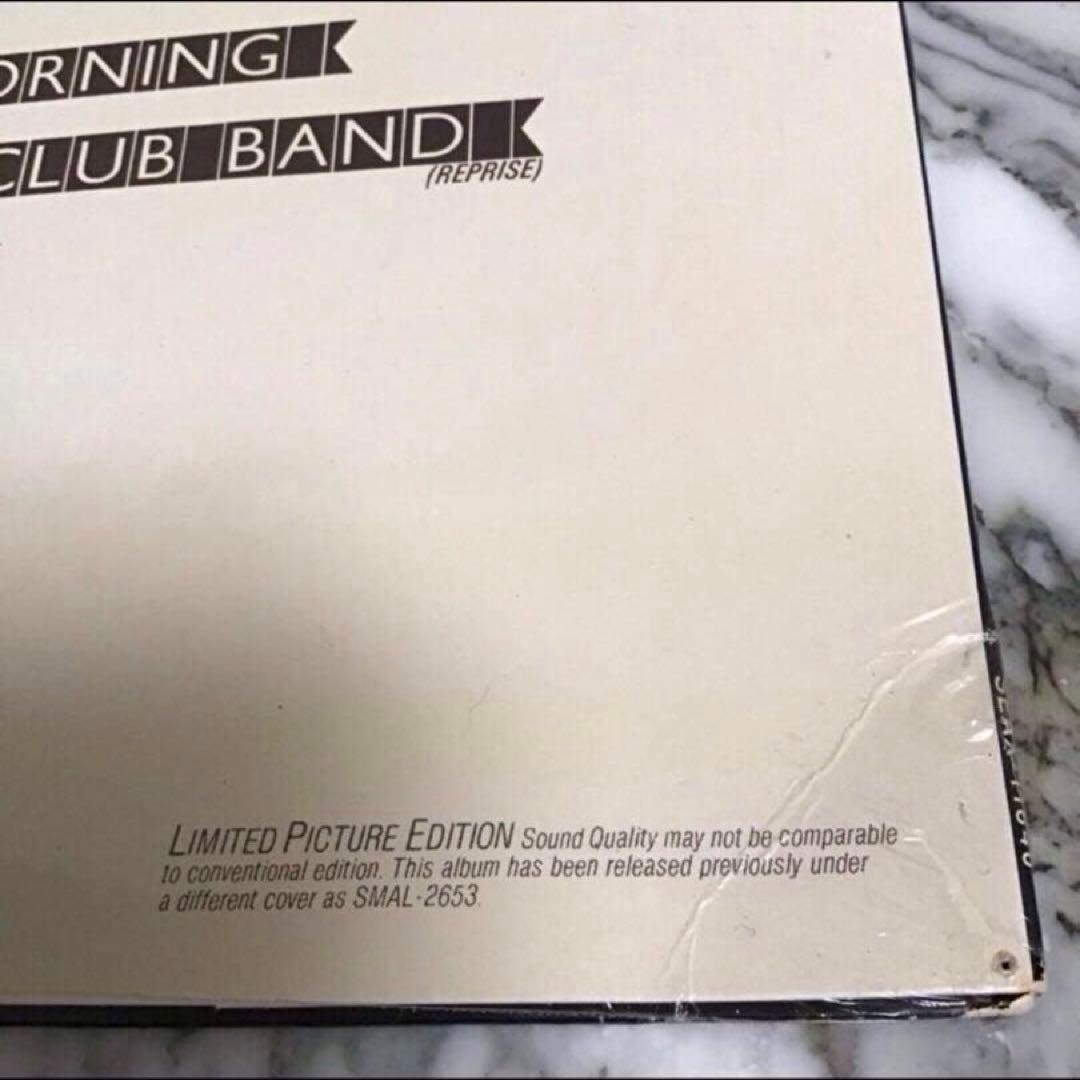 ORNING
CLUB BAND
(REPRISE)
LIMITED PICTURE EDITION Sound Quality may not be comparable
to conventional edition. This album has been released previously under
a different cover as SMAL-2653.